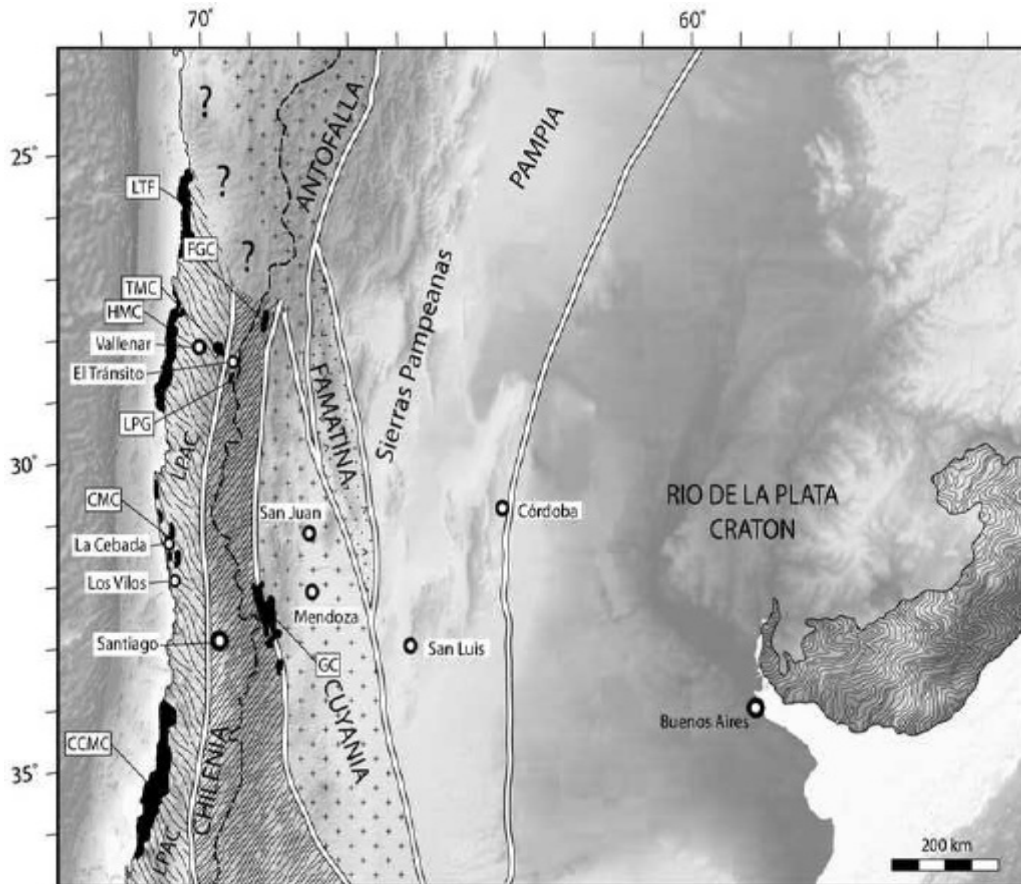 70°
60°
25°
30°
35°
?
?
?
ANTOFALLA
PAMPIA
LTF
FGC
TMC
HMC
Vallenar
El Tránsito
LPG
LPAC
FAMATINA
Sierras Pampeanas
CMC
La Cebada
Los Vilos
Santiago
San Juan
Mendoza
Córdoba
San Luis
RIO DE LA PLATA
CRATON
GC
CUYANIA
CHILENIA
CCMC
LPAC
Buenos Aires
200 km